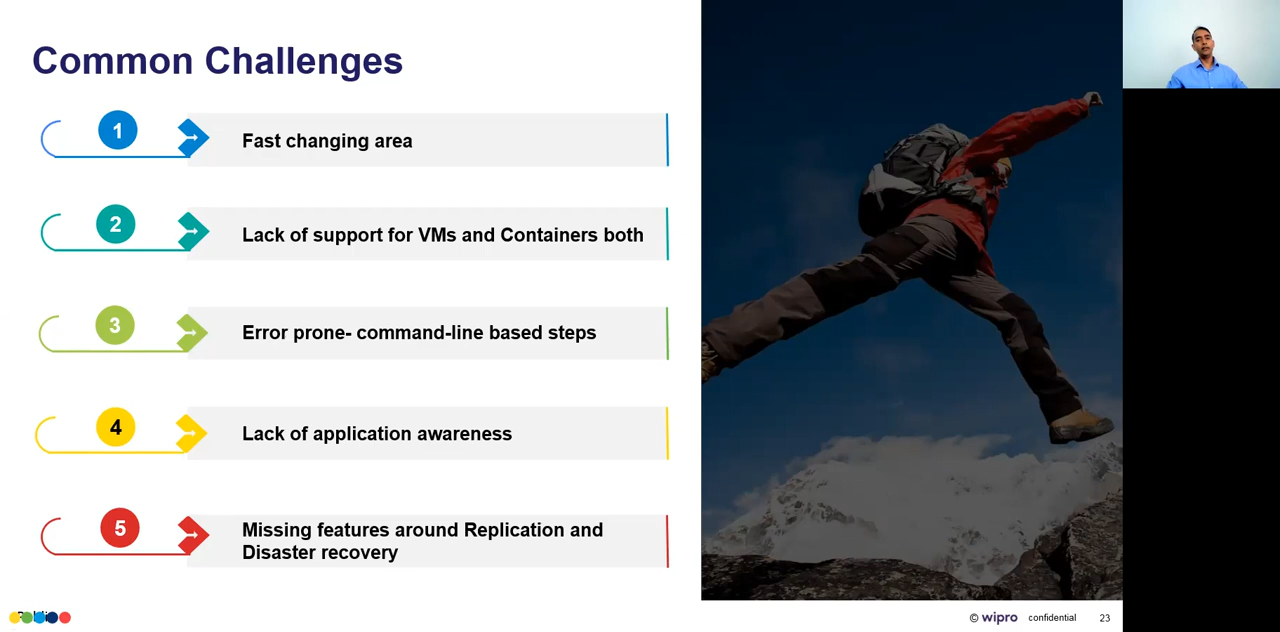 Common Challenges
1
Fast changing area
2
Lack of support for VMs and Containers both
3
Error prone- command-line based steps
4
Lack of application awareness
5
Missing features around Replication and
Disaster recovery
© wipro confidential 23